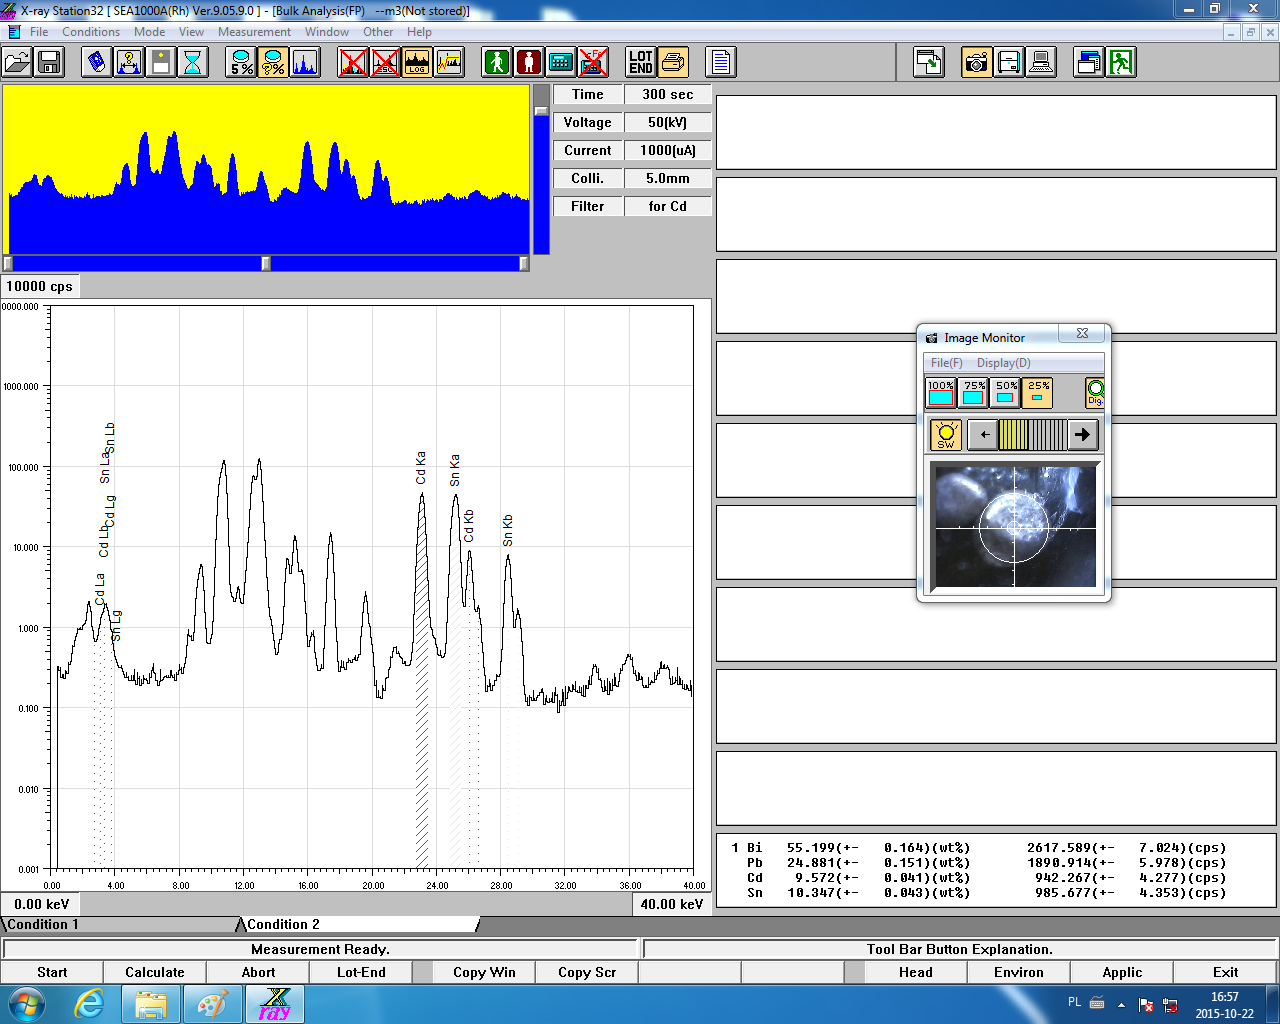 X-ray Station32 [ SEA1000A(Rh) Ver.9.05.9.0 ] - [Bulk Analysis(FP)   --m3(Not stored)]
File Conditions Mode View Measurement Window Other Help
5% ?% LOG LOT END
Time 300 sec
Voltage 50(kV)
Current 1000(uA)
Colli. 5.0mm
Filter for Cd
10000 cps
0000.000
1000.000
100.000
10.000
1.000
0.100
0.010
0.001
Sn Lb
Sn La
Cd Lg
Cd Lb
Cd La
Sn Lg
Cd Ka
Sn Ka
Cd Kb
Sn Kb
0.00 4.00 8.00 12.00 16.00 20.00 24.00 28.00 32.00 36.00 40.00
0.00 keV 40.00 keV
Image Monitor
File(F) Display(D)
100% 75% 50% 25% Dig.
SW
1 Bi 55.199(+- 0.164)(wt%) 2617.589(+- 7.024)(cps)
Pb 24.881(+- 0.151)(wt%) 1890.914(+- 5.978)(cps)
Cd 9.572(+- 0.041)(wt%) 942.267(+- 4.277)(cps)
Sn 10.347(+- 0.043)(wt%) 985.677(+- 4.353)(cps)
Condition 1 Condition 2
Measurement Ready. Tool Bar Button Explanation.
Start Calculate Abort Lot-End Copy Win Copy Scr Head Environ Applic Exit
X ray PL 16:57
2015-10-22